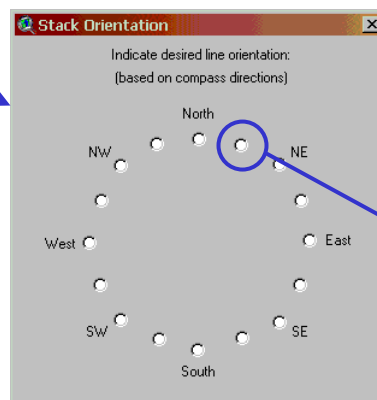 Stack Orientation
Indicate desired line orientation:
(based on compass directions)
North
NW
NE
West
East
SW
SE
South